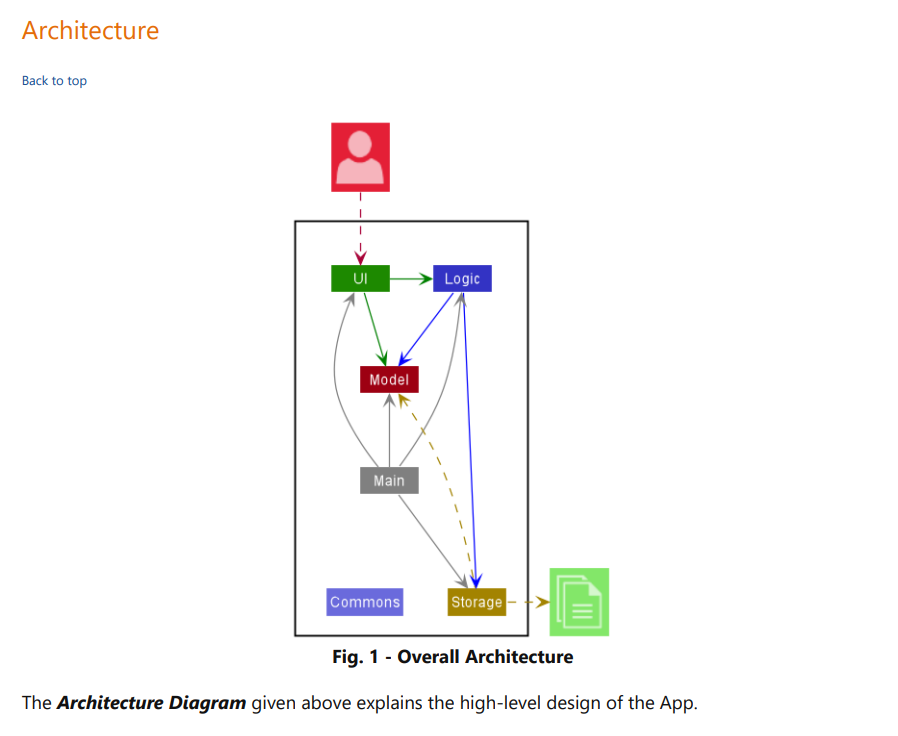 Architecture
Back to top
UI
Logic
Model
Main
Commons
Storage
Fig. 1 - Overall Architecture
The Architecture Diagram given above explains the high-level design of the App.